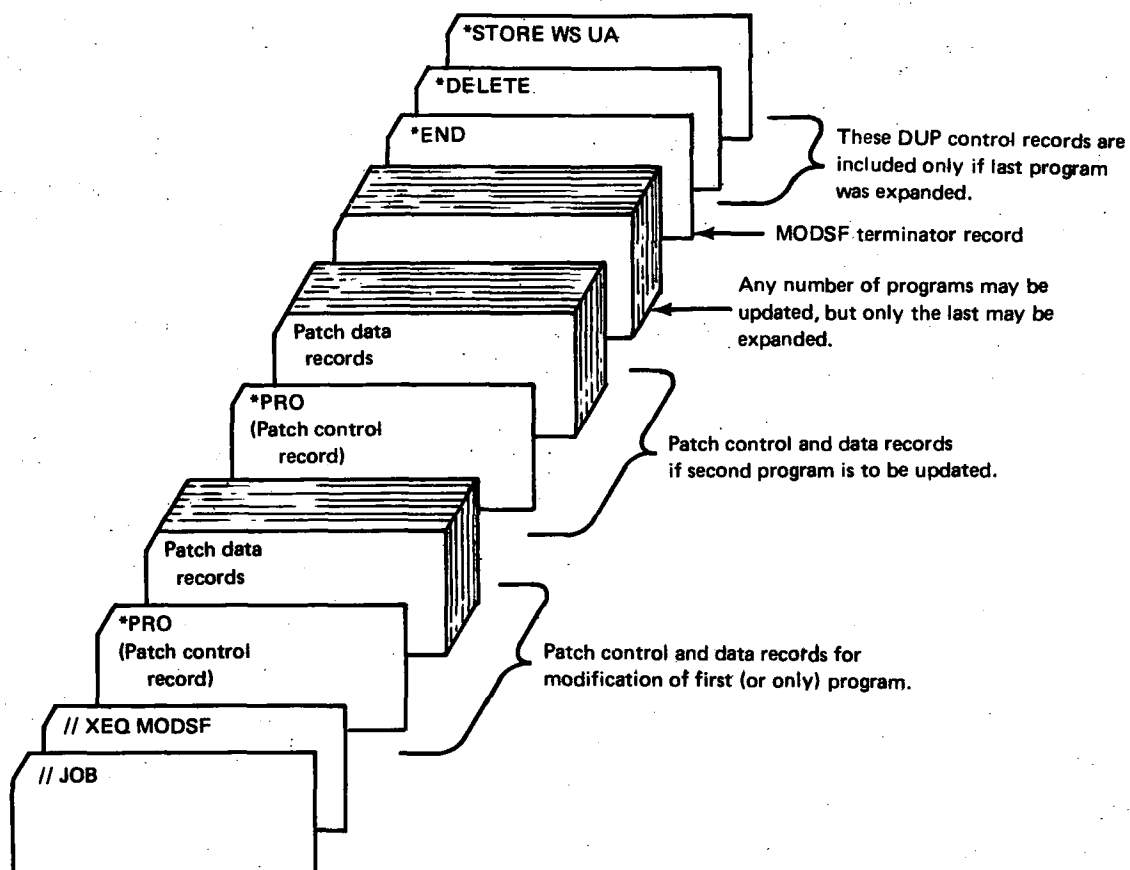 *STORE WS UA
*DELETE
*END
These DUP control records are
included only if last program
was expanded.
MODSF terminator record
Any number of programs may be
updated, but only the last may be
expanded.
Patch data
records
*PRO
(Patch control
record)
Patch control and data records
if second program is to be updated.
Patch data
records
*PRO
(Patch control
record)
Patch control and data records for
modification of first (or only) program.
// XEQ MODSF
// JOB